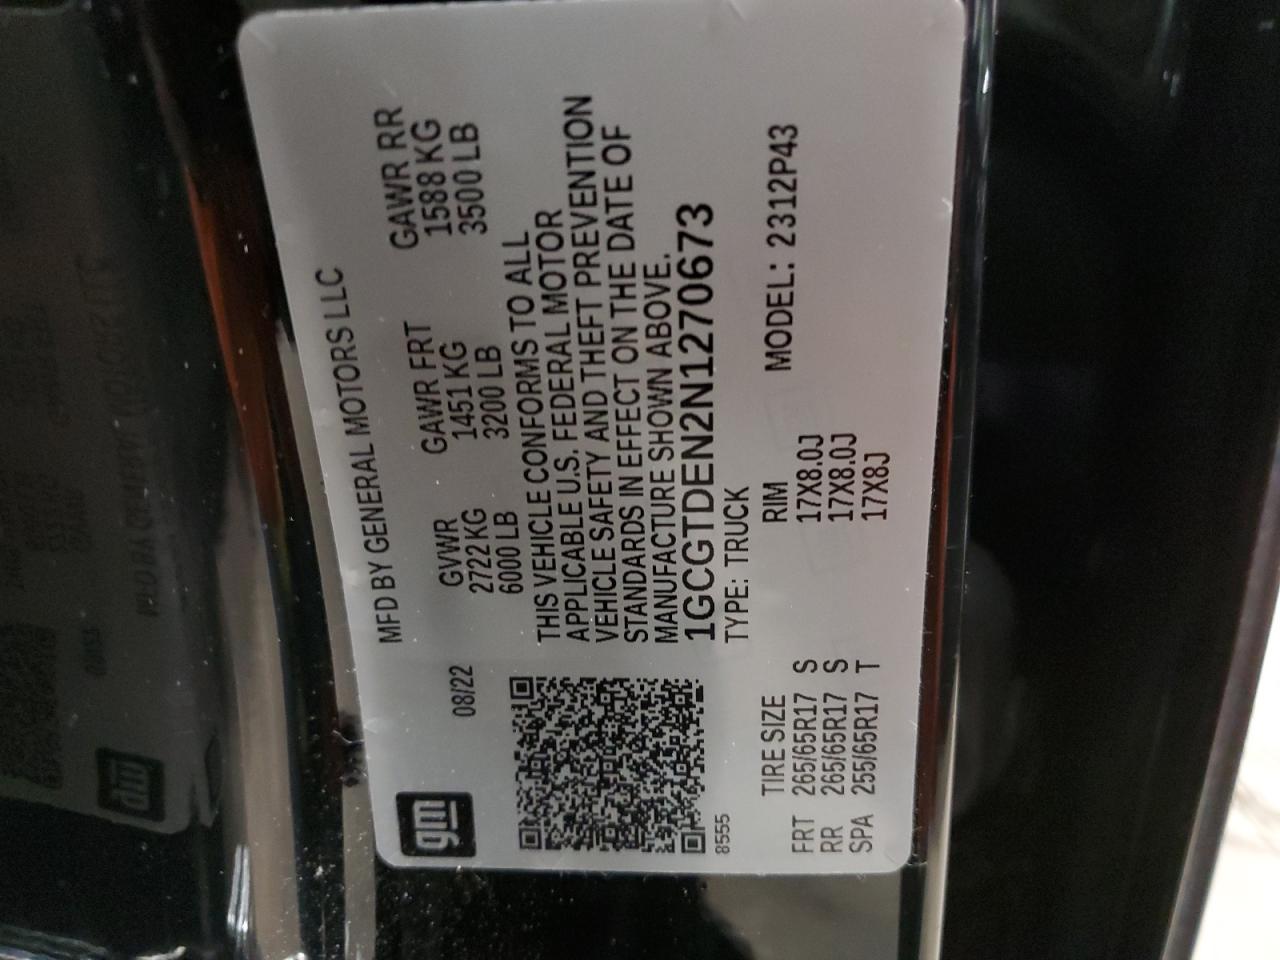 gm
08/22
MFD BY GENERAL MOTORS LLC
GVWR GAWR FRT GAWR RR
2722 KG 1451 KG 1588 KG
6000 LB 3200 LB 3500 LB
THIS VEHICLE CONFORMS TO ALL
APPLICABLE U.S. FEDERAL MOTOR
VEHICLE SAFETY AND THEFT PREVENTION
STANDARDS IN EFFECT ON THE DATE OF
MANUFACTURE SHOWN ABOVE.
1GCGTDEN2N1270673
8555
TYPE: TRUCK
TIRE SIZE RIM MODEL: 2312P43
FRT 265/65R17 S 17X8.0J
RR 265/65R17 S 17X8.0J
SPA 255/65R17 T 17X8J